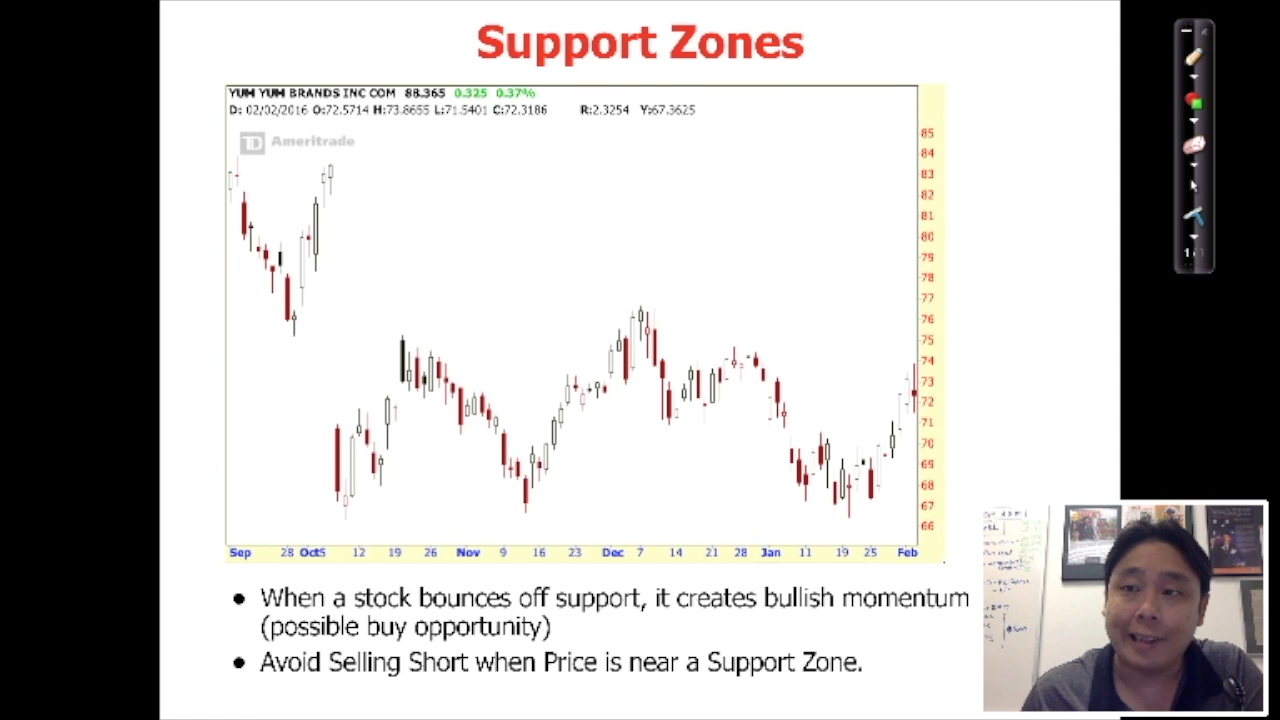 Support Zones
YUM YUM BRANDS INC COM 88.365 0.325 0.37%
D: 02/02/2016 O:72.5714 H:73.8655 L:71.5401 C:72.3186 R:2.3254 Y:67.3625
TD Ameritrade
85
84
83
82
81
80
79
78
77
76
75
74
73
72
71
70
69
68
67
66
Sep 28 Oct5 12 19 26 Nov 9 16 23 Dec 7 14 21 28 Jan 11 19 25 Feb
● When a stock bounces off support, it creates bullish momentum
(possible buy opportunity)
● Avoid Selling Short when Price is near a Support Zone.